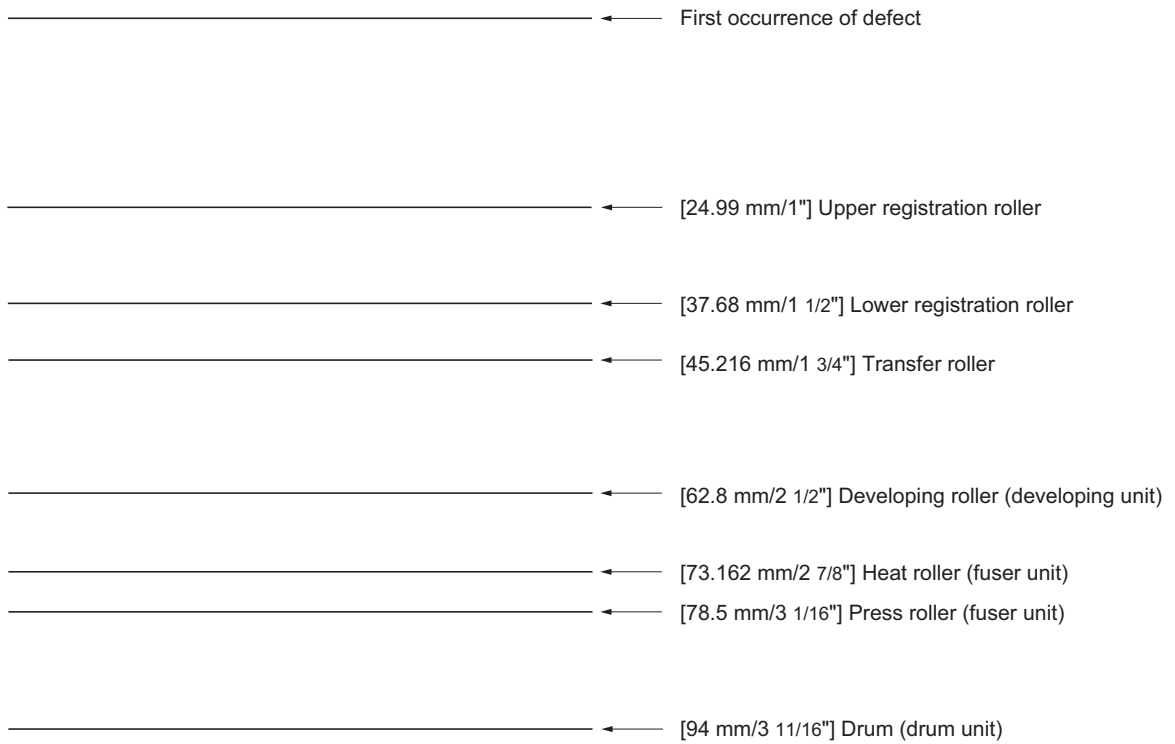 First occurrence of defect
[24.99 mm/1"] Upper registration roller
[37.68 mm/1 1/2"] Lower registration roller
[45.216 mm/1 3/4"] Transfer roller
[62.8 mm/2 1/2"] Developing roller (developing unit)
[73.162 mm/2 7/8"] Heat roller (fuser unit)
[78.5 mm/3 1/16"] Press roller (fuser unit)
[94 mm/3 11/16"] Drum (drum unit)